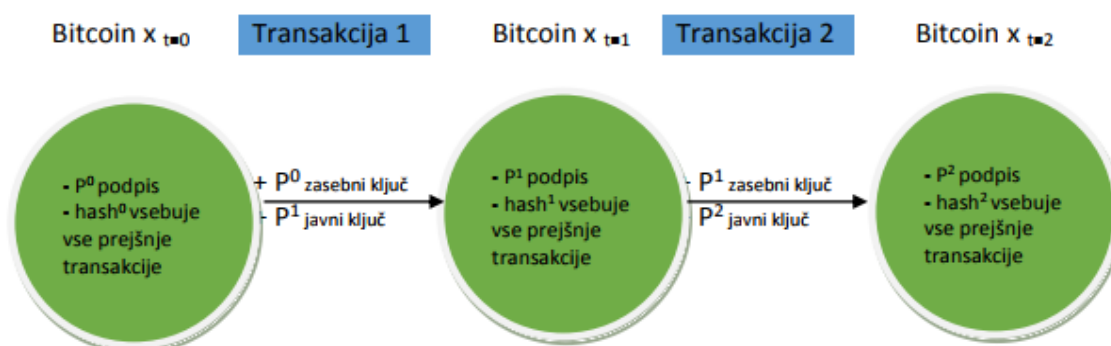 Bitcoin x t=0 Transakcija 1 Bitcoin x t=1 Transakcija 2 Bitcoin x t=2
- P⁰ podpis
- hash⁰ vsebuje
vse prejšnje
transakcije
+ P⁰ zasebni ključ
- P¹ javni ključ
- P¹ podpis
- hash¹ vsebuje
vse prejšnje
transakcije
- P¹ zasebni ključ
P² javni ključ
- P² podpis
- hash² vsebuje
vse prejšnje
transakcije